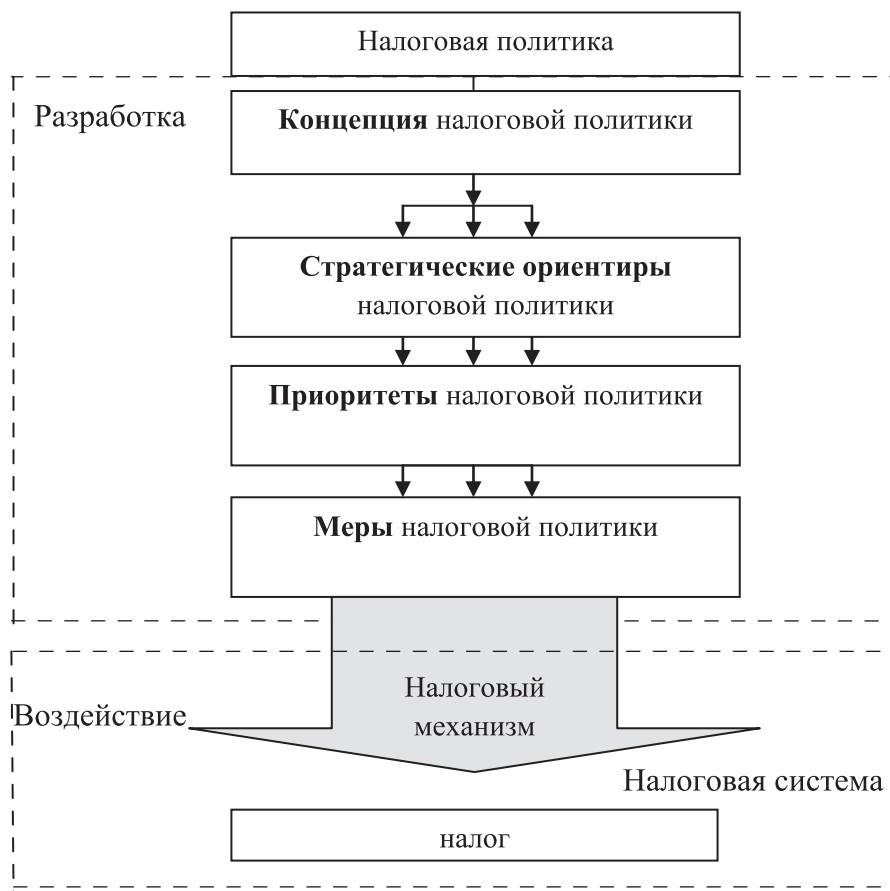 Налоговая политика
Разработка
Концепция налоговой политики
Стратегические ориентиры
налоговой политики
Приоритеты налоговой политики
Меры налоговой политики
Налоговый
механизм
Воздействие
Налоговая система
налог